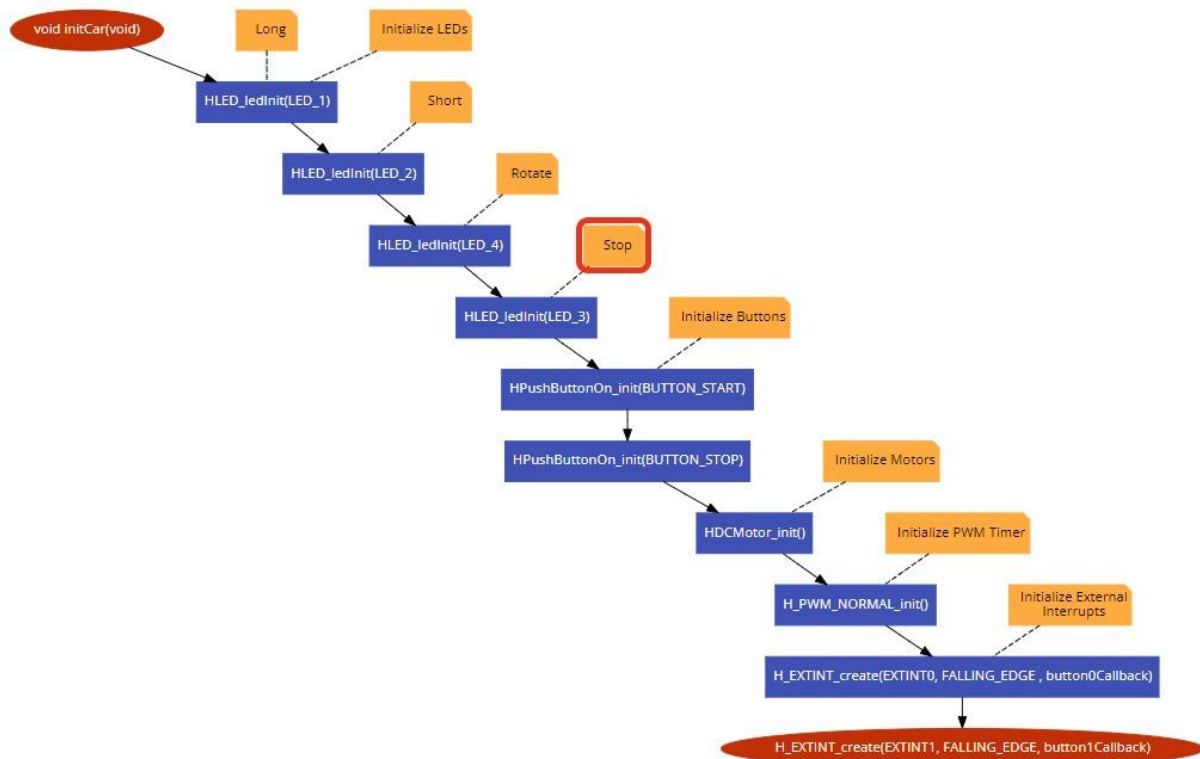 void initCar(void)
Long
Initialize LEDs
HLED_ledInit(LED_1)
Short
HLED_ledInit(LED_2)
Rotate
HLED_ledInit(LED_4)
Stop
HLED_ledInit(LED_3)
Initialize Buttons
HPushButtonOn_init(BUTTON_START)
HPushButtonOn_init(BUTTON_STOP)
Initialize Motors
HDCMotor_init()
Initialize PWM Timer
H_PWM_NORMAL_init()
Initialize External
Interrupts
H_EXTINT_create(EXTINT0, FALLING_EDGE , button0Callback)
H_EXTINT_create(EXTINT1, FALLING_EDGE, button1Callback)